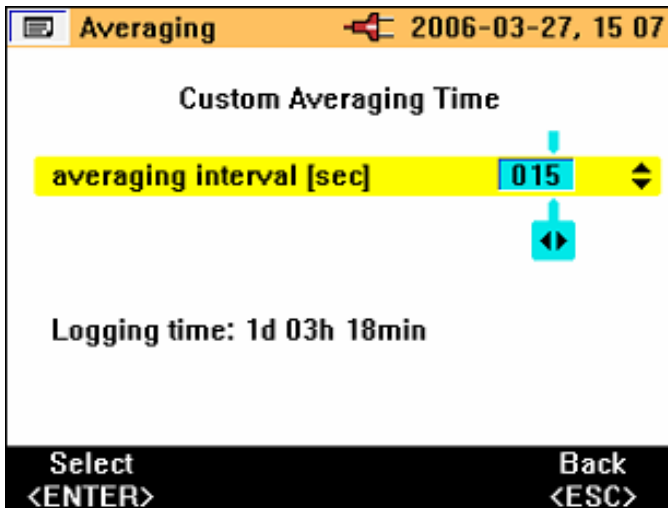 Averaging 2006-03-27, 15 07
Custom Averaging Time
averaging interval [sec] 015
Logging time: 1d 03h 18min
Select Back
<ENTER> <ESC>